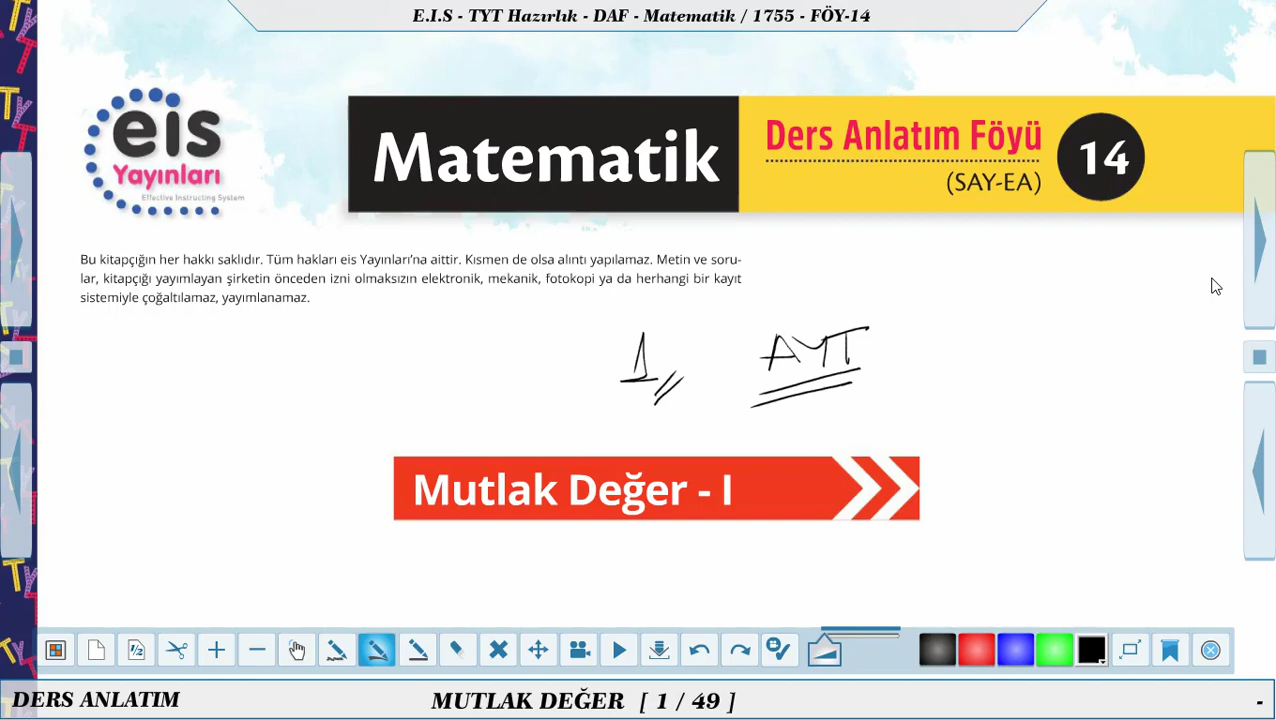 E.I.S - TYT Hazırlık - DAF - Matematik / 1755 - FÖY-14
eis
Yayınları
Effective Instructing System
Matematik
Ders Anlatım Föyü
(SAY-EA)
14
Bu kitapçığın her hakkı saklıdır. Tüm hakları eis Yayınları’na aittir. Kısmen de olsa alıntı yapılamaz. Metin ve soru-
lar, kitapçığı yayımlayan şirketin önceden izni olmaksızın elektronik, mekanik, fotokopi ya da herhangi bir kayıt
sistemiyle çoğaltılamaz, yayımlanamaz.
1 AYT
Mutlak Değer - I
DERS ANLATIM
MUTLAK DEĞER [ 1 / 49 ]
-